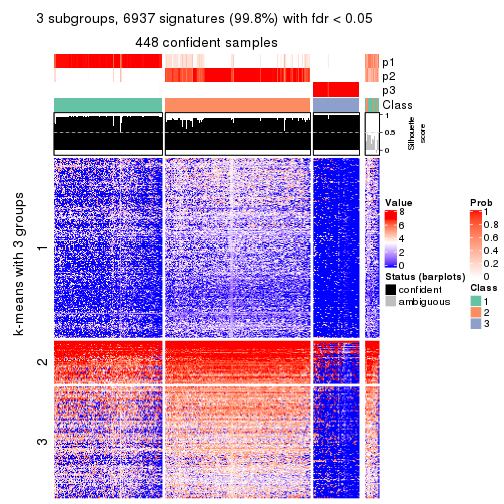 3 subgroups, 6937 signatures (99.8%) with fdr < 0.05
448 confident samples
p1
p2
p3
Class
1
0.5
0
Silhouette
score
k-means with 3 groups
1
2
3
Value
8
6
4
2
0
Status (barplots)
confident
ambiguous
Prob
1
0.8
0.6
0.4
0.2
0
Class
1
2
3